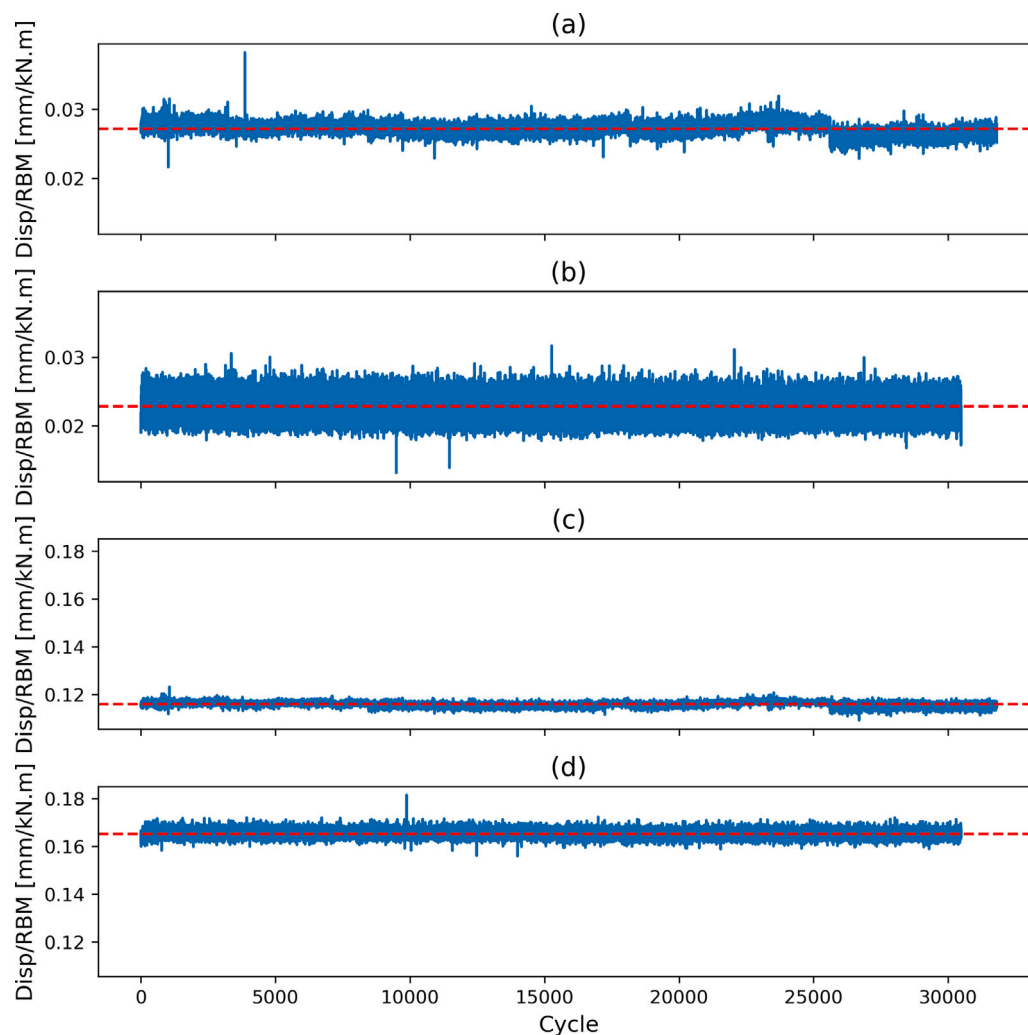 (a)
Disp/RBM [mm/kN.m]
0.03
0.02
(b)
Disp/RBM [mm/kN.m]
0.03
0.02
(c)
Disp/RBM [mm/kN.m]
0.18
0.16
0.14
0.12
(d)
Disp/RBM [mm/kN.m]
0.18
0.16
0.14
0.12
0 5000 10000 15000 20000 25000 30000
Cycle